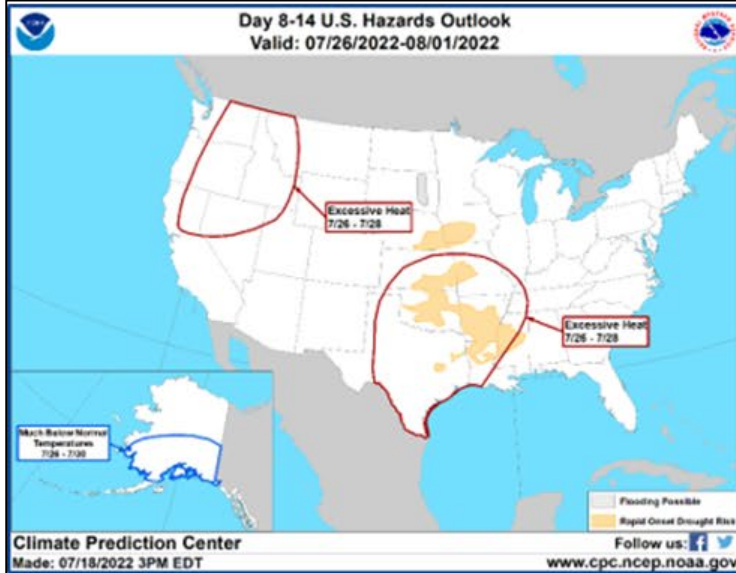 Day 8-14 U.S. Hazards Outlook
Valid: 07/26/2022-08/01/2022
NOAA
Excessive Heat
7/26 - 7/28
Excessive Heat
7/26 - 7/28
Much Below Normal
Temperatures
7/26 - 7/30
Flooding Possible
Rapid Onset Drought Risk
Climate Prediction Center
Follow us:
Made: 07/18/2022 3PM EDT
www.cpc.ncep.noaa.gov